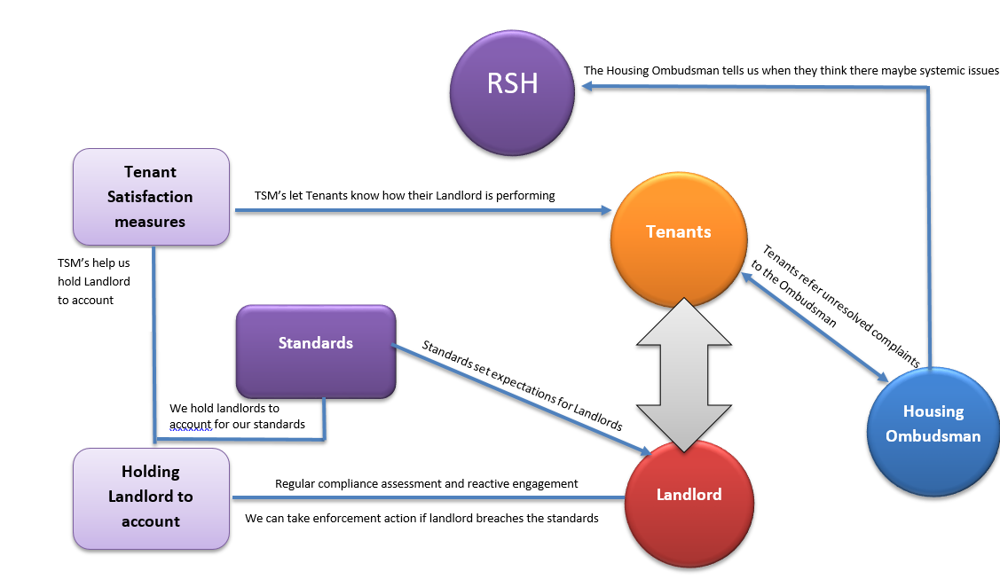 RSH
The Housing Ombudsman tells us when they think there maybe systemic issues
Tenant
Satisfaction
measures
TSM's let Tenants know how their Landlord is performing
Tenants
TSM's help us
hold Landlord
to account
Tenants refer unresolved complaints
to the Ombudsman
Standards
Standards set expectations for Landlords
We hold landlords to
account for our standards
Housing
Ombudsman
Holding
Landlord to
account
Regular compliance assessment and reactive engagement
We can take enforcement action if landlord breaches the standards
Landlord